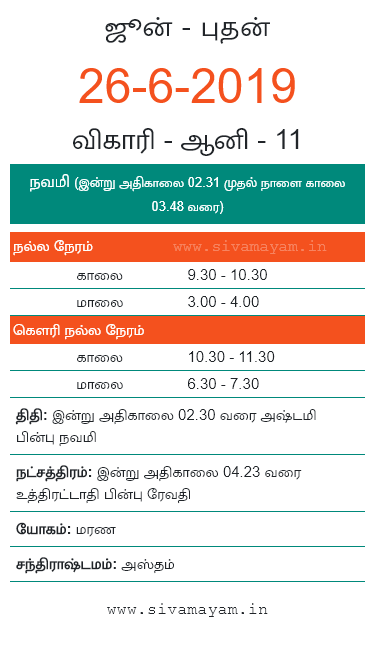 ஜூன் - புதன்
26-6-2019
விகாரி - ஆனி - 11
நவமி (இன்று அதிகாலை 02.31 முதல் நாளை காலை
03.48 வரை)
நல்ல நேரம் www.sivamayam.in
காலை 9.30 - 10.30
மாலை 3.00 - 4.00
கௌரி நல்ல நேரம்
காலை 10.30 - 11.30
மாலை 6.30 - 7.30
திதி: இன்று அதிகாலை 02.30 வரை அஷ்டமி
பின்பு நவமி
நட்சத்திரம்: இன்று அதிகாலை 04.23 வரை
உத்திரட்டாதி பின்பு ரேவதி
யோகம்: மரண
சந்திராஷ்டமம்: அஸ்தம்
www.sivamayam.in